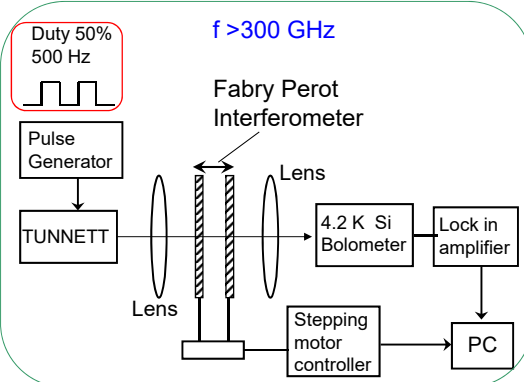 Duty 50%
500 Hz
f >300 GHz
Fabry Perot
Interferometer
Pulse
Generator
Lens
TUNNETT
4.2 K  Si
Bolometer
Lock in
amplifier
Lens
Stepping
motor
controller
PC